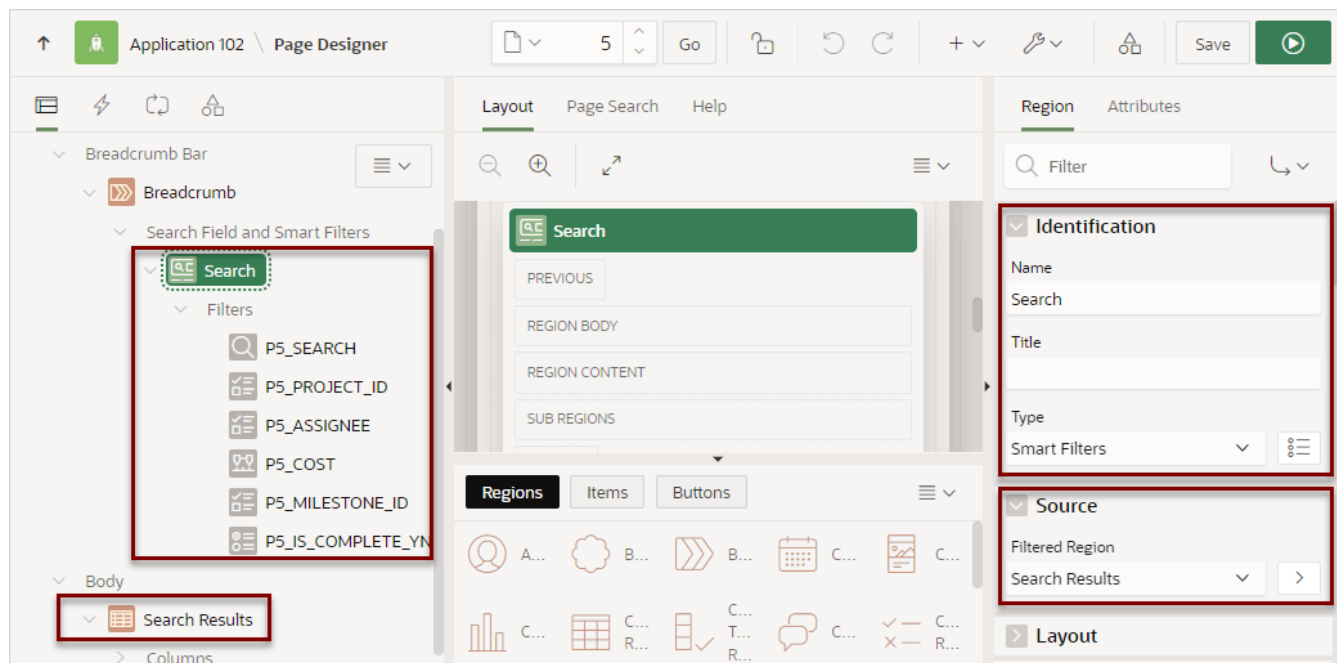 Application 102 \ Page Designer
5
Go
Save
Layout
Page Search
Help
Region
Attributes
Breadcrumb Bar
Breadcrumb
Search Field and Smart Filters
Search
Filters
P5_SEARCH
P5_PROJECT_ID
P5_ASSIGNEE
P5_COST
P5_MILESTONE_ID
P5_IS_COMPLETE_YN
Body
Search Results
Columns
Search
PREVIOUS
REGION BODY
REGION CONTENT
SUB REGIONS
Regions
Items
Buttons
A...
B...
B...
C...
C...
C...
C...
R...
C...
T...
R...
C...
C...
R...
Filter
Identification
Name
Search
Title
Type
Smart Filters
Source
Filtered Region
Search Results
Layout